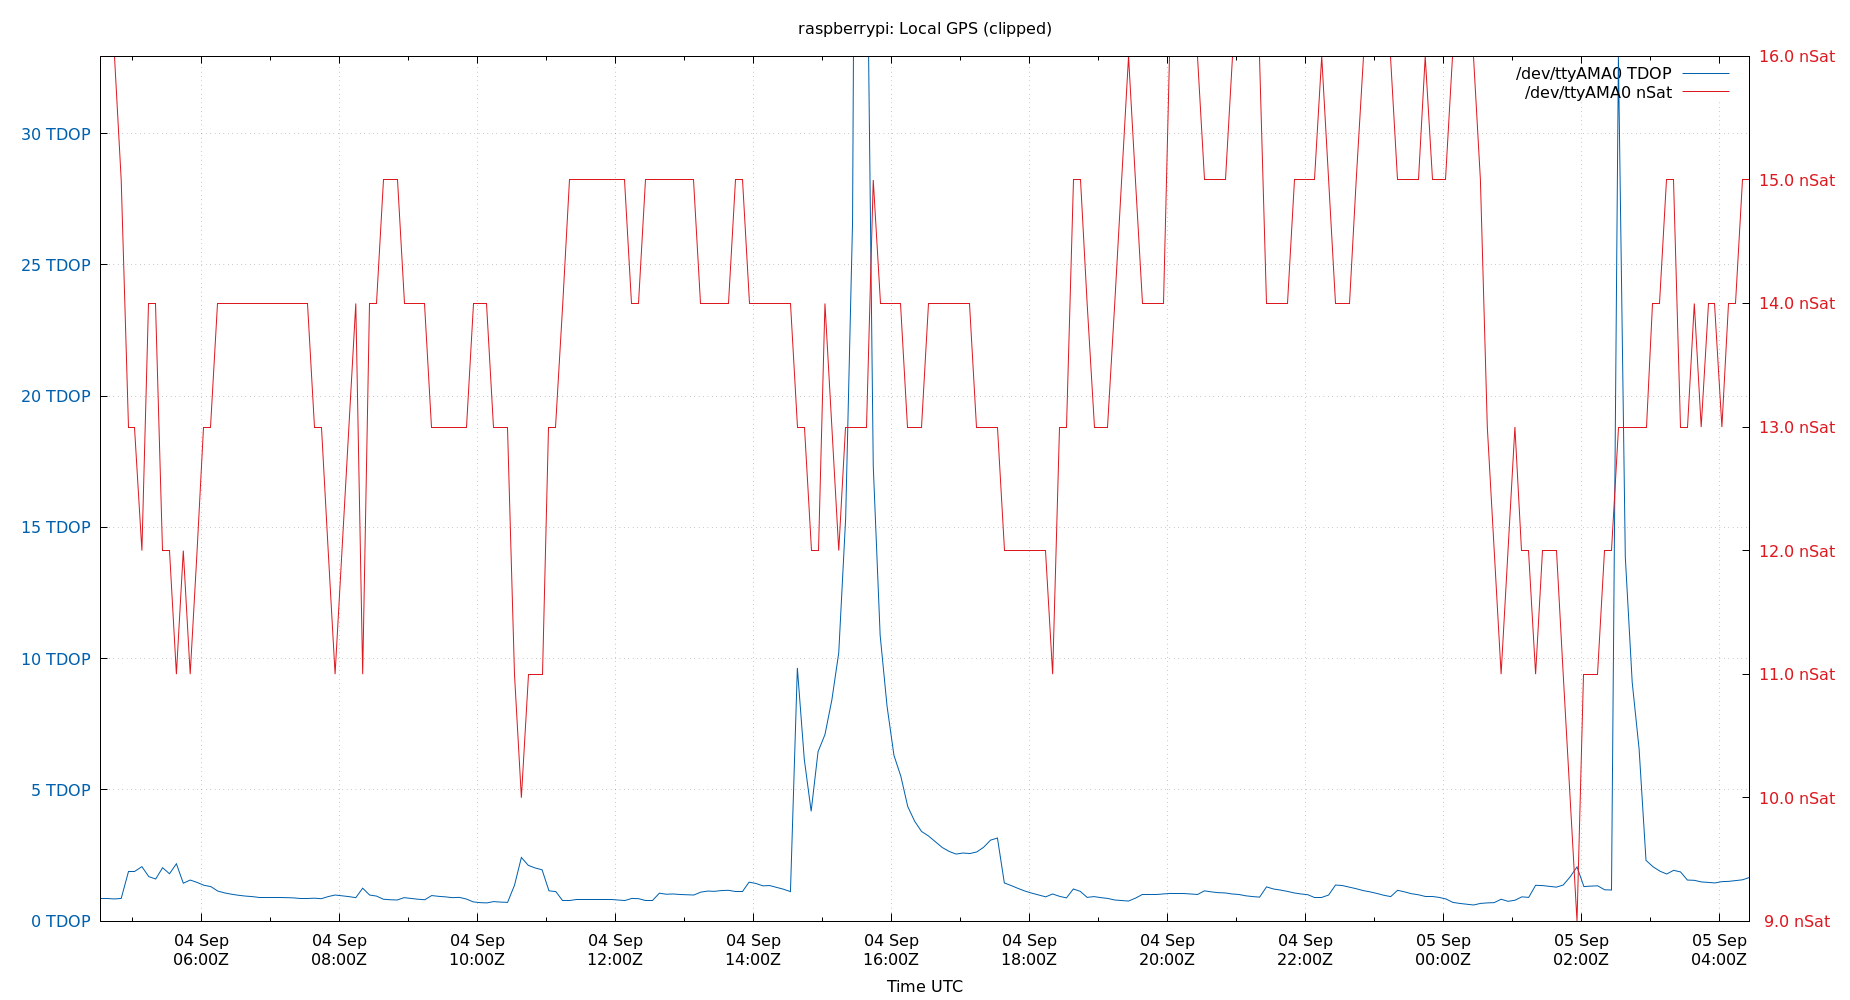 raspberrypi: Local GPS (clipped)
/dev/ttyAMA0 TDOP
/dev/ttyAMA0 nSat
30 TDOP
25 TDOP
20 TDOP
15 TDOP
10 TDOP
5 TDOP
0 TDOP
16.0 nSat
15.0 nSat
14.0 nSat
13.0 nSat
12.0 nSat
11.0 nSat
10.0 nSat
9.0 nSat
04 Sep 04 Sep 04 Sep 04 Sep 04 Sep 04 Sep 04 Sep 04 Sep 04 Sep 05 Sep 05 Sep 05 Sep
06:00Z 08:00Z 10:00Z 12:00Z 14:00Z 16:00Z 18:00Z 20:00Z 22:00Z 00:00Z 02:00Z 04:00Z
Time UTC